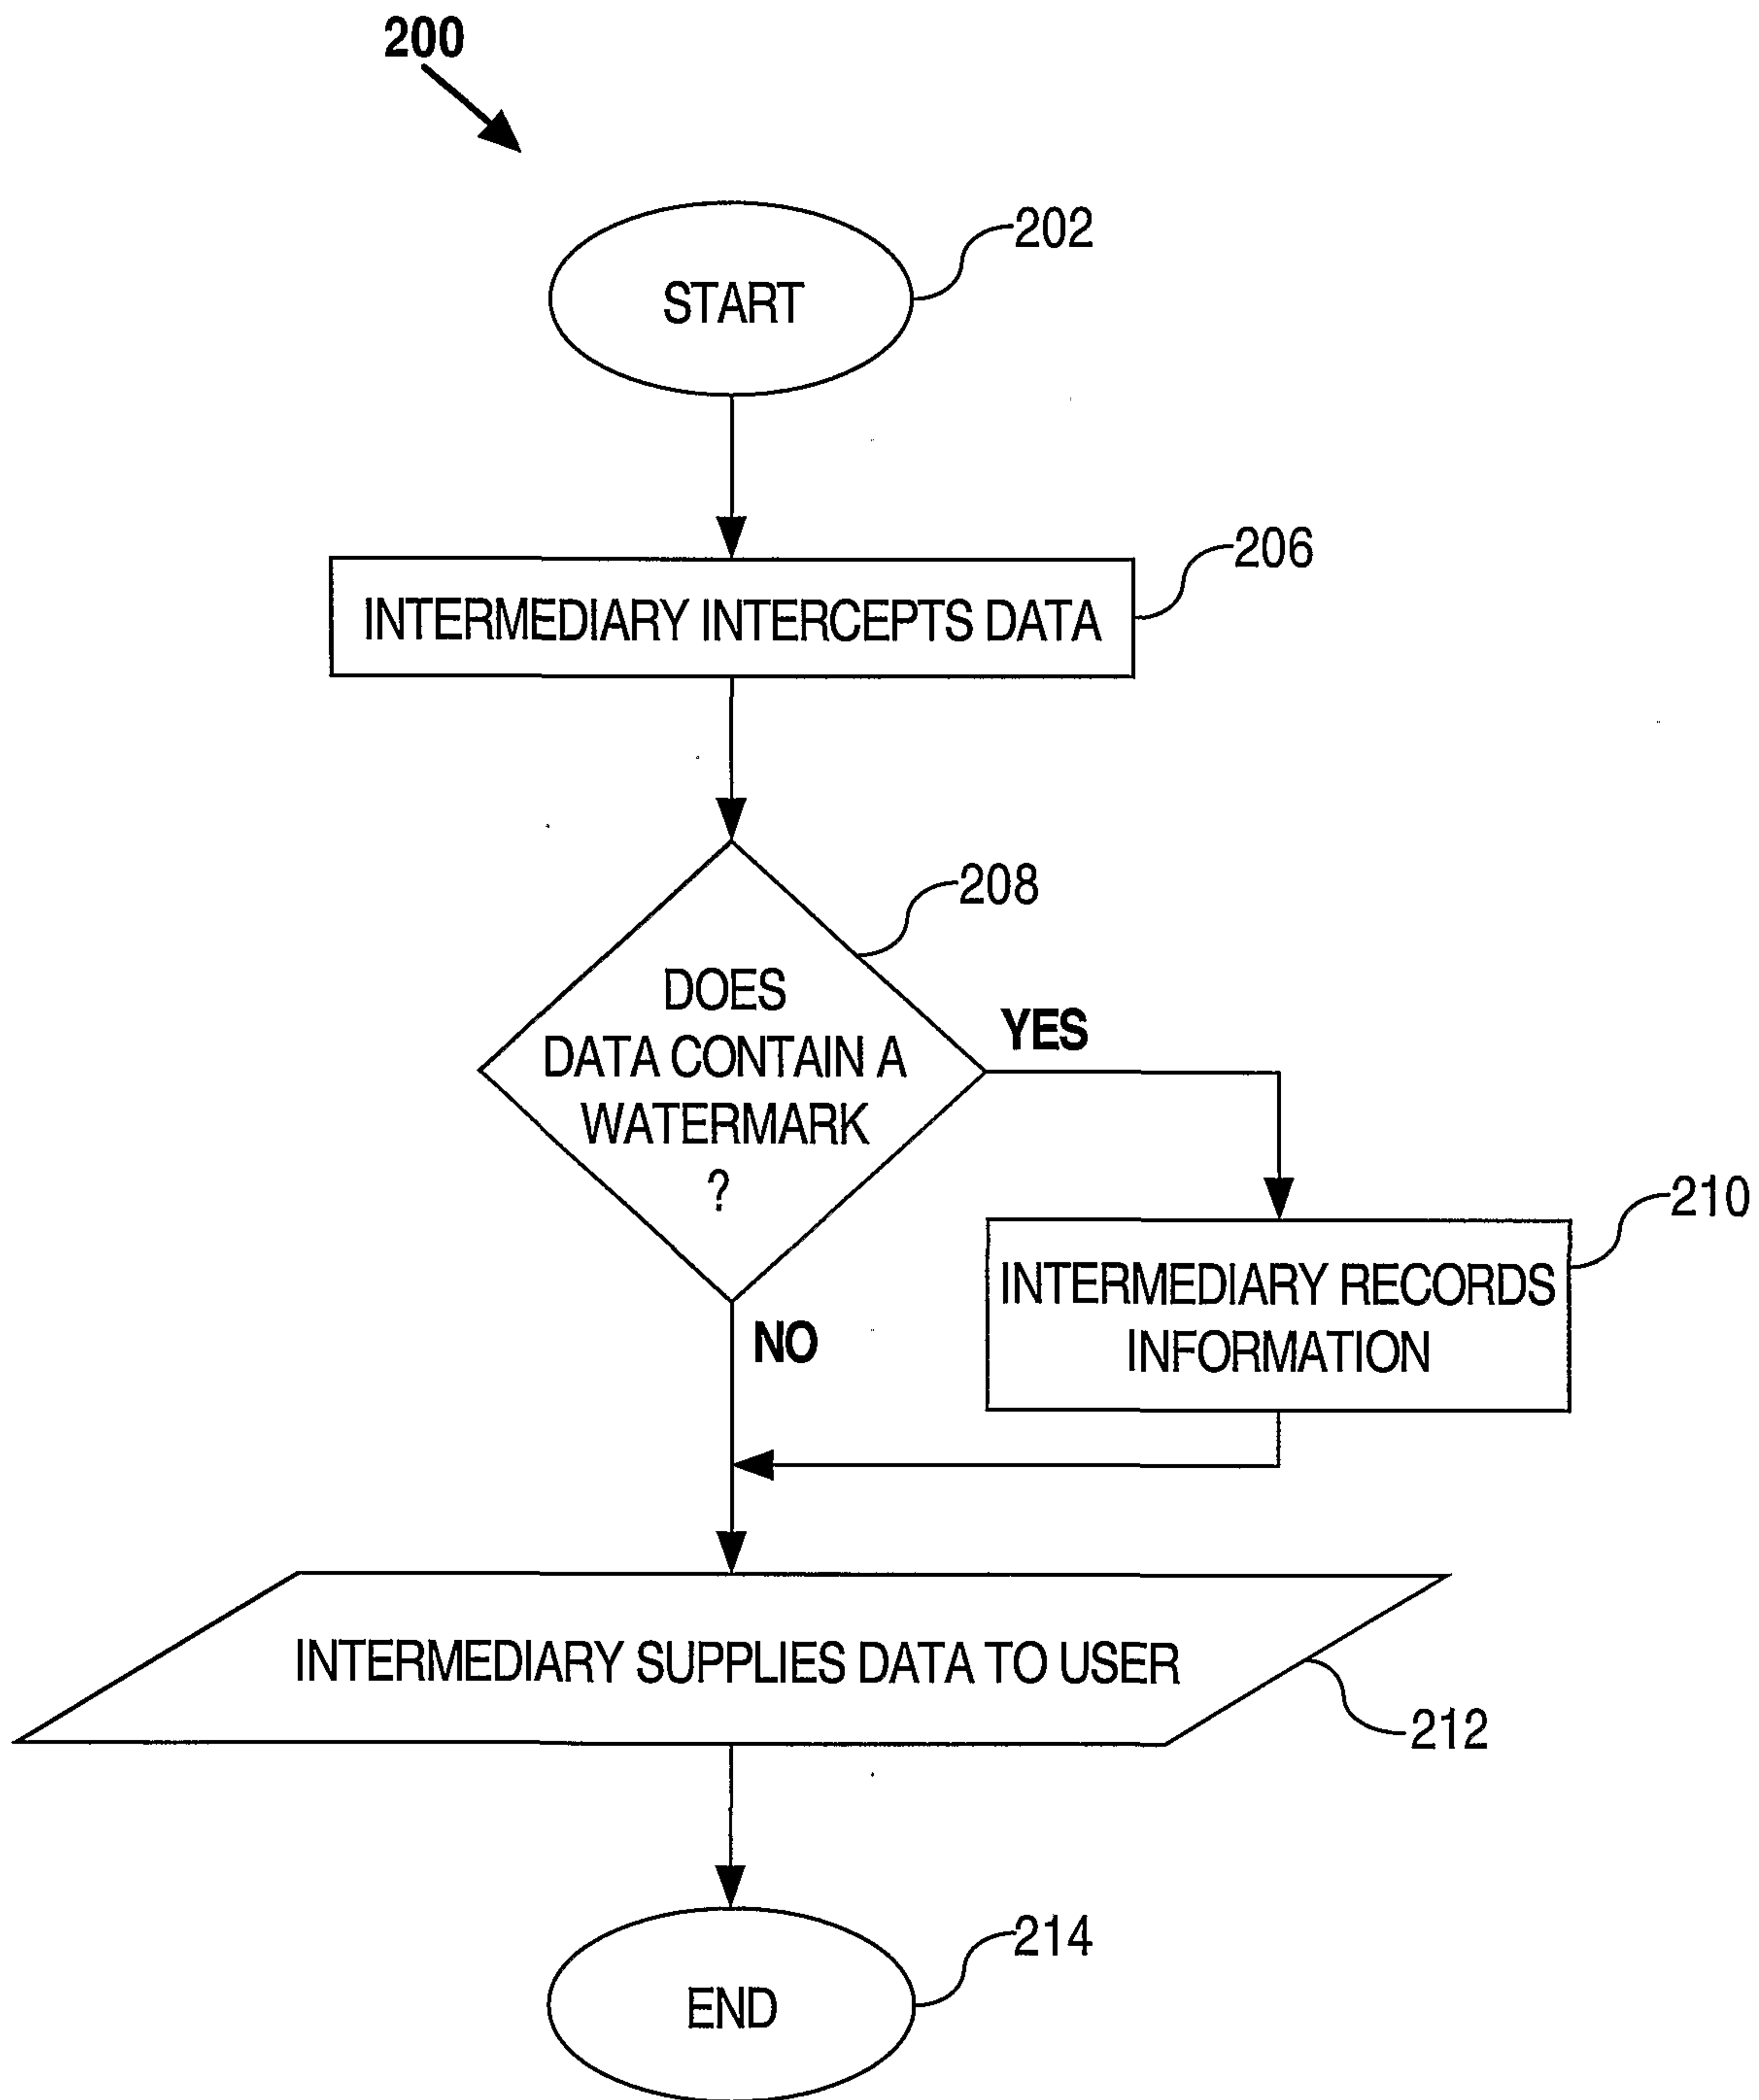 200
START
202
INTERMEDIARY INTERCEPTS DATA
206
208
DOES
DATA CONTAIN A
WATERMARK
?
YES
NO
210
INTERMEDIARY RECORDS
INFORMATION
INTERMEDIARY SUPPLIES DATA TO USER
212
214
END